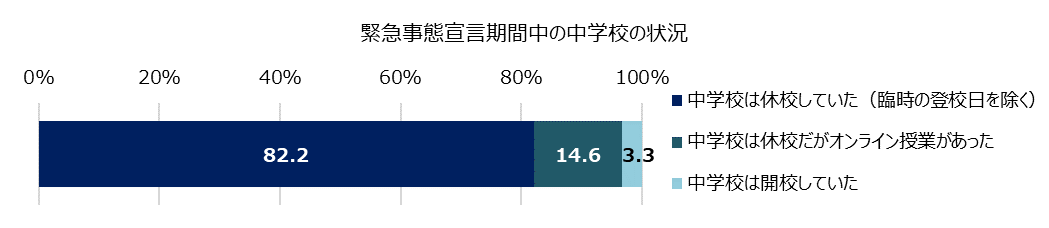 緊急事態宣言期間中の中学校の状況
0% 20% 40% 60% 80% 100%
82.2 14.6 3.3
中学校は休校していた（臨時の登校日を除く）
中学校は休校だがオンライン授業があった
中学校は開校していた